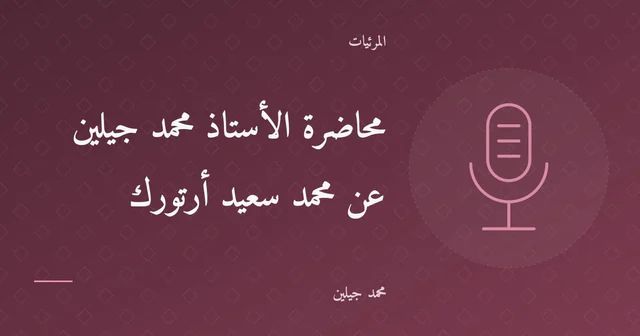 المرئيات
محاضرة الأستاذ محمد جيلين
عن محمد سعيد أرتورك
محمد جيلين